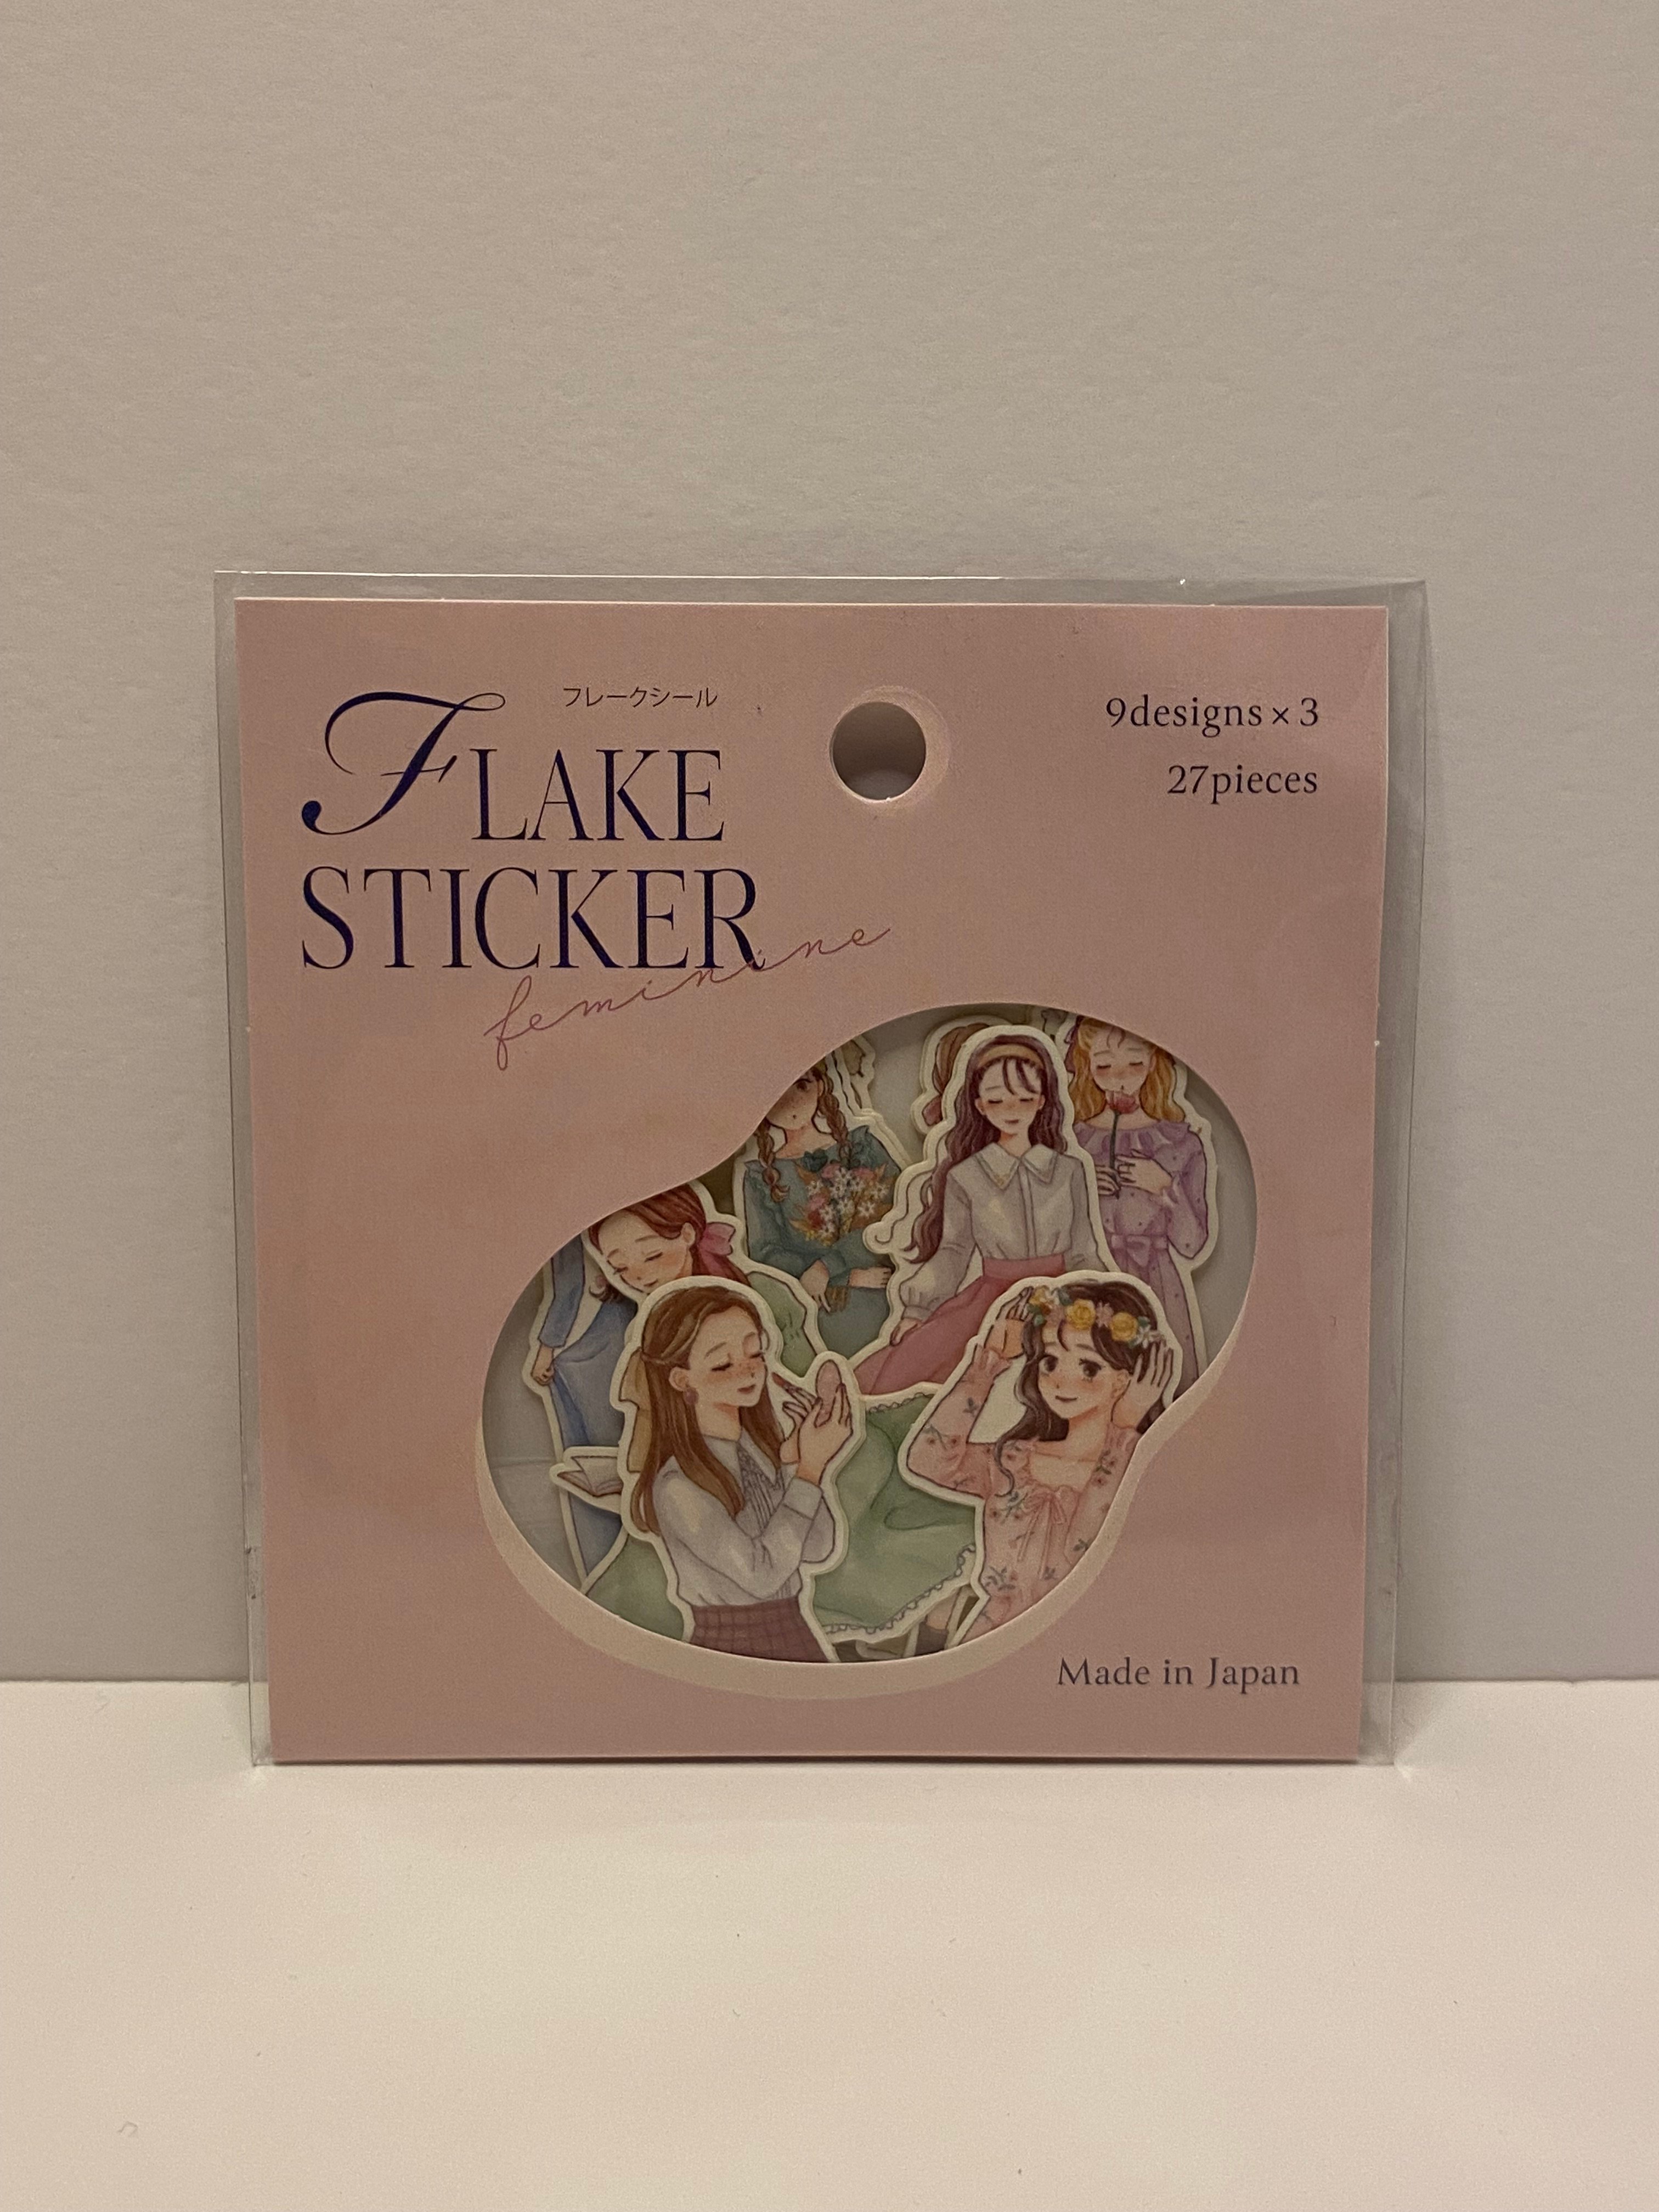 フレークシール
FLAKE
STICKER
feminine
9designs × 3
27pieces
Made in Japan